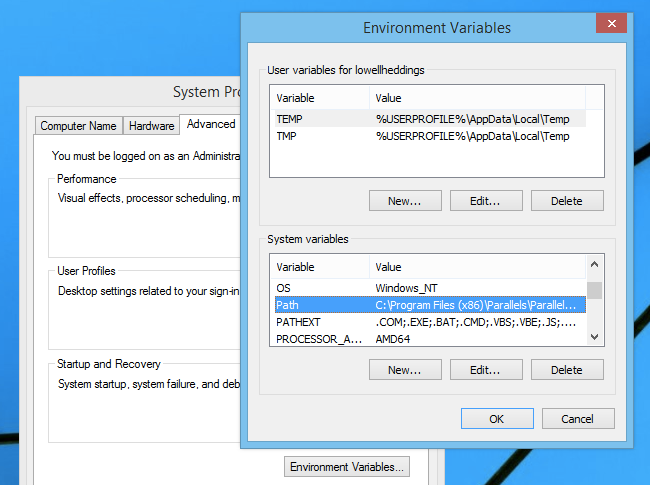 Environment Variables
User variables for lowellheddings
Variable Value
TEMP %USERPROFILE%\AppData\Local\Temp
TMP %USERPROFILE%\AppData\Local\Temp
New... Edit... Delete
System variables
Variable Value
OS Windows_NT
Path C:\Program Files (x86)\Parallels\Parallel...
PATHEXT .COM;.EXE;.BAT;.CMD;.VBS;.VBE;.JS;....
PROCESSOR_A... AMD64
New... Edit... Delete
OK Cancel
System Pro
Computer Name Hardware Advanced
You must be logged on as an Administra
Performance
Visual effects, processor scheduling, m
User Profiles
Desktop settings related to your sign-in
Startup and Recovery
System startup, system failure, and deb
Environment Variables...